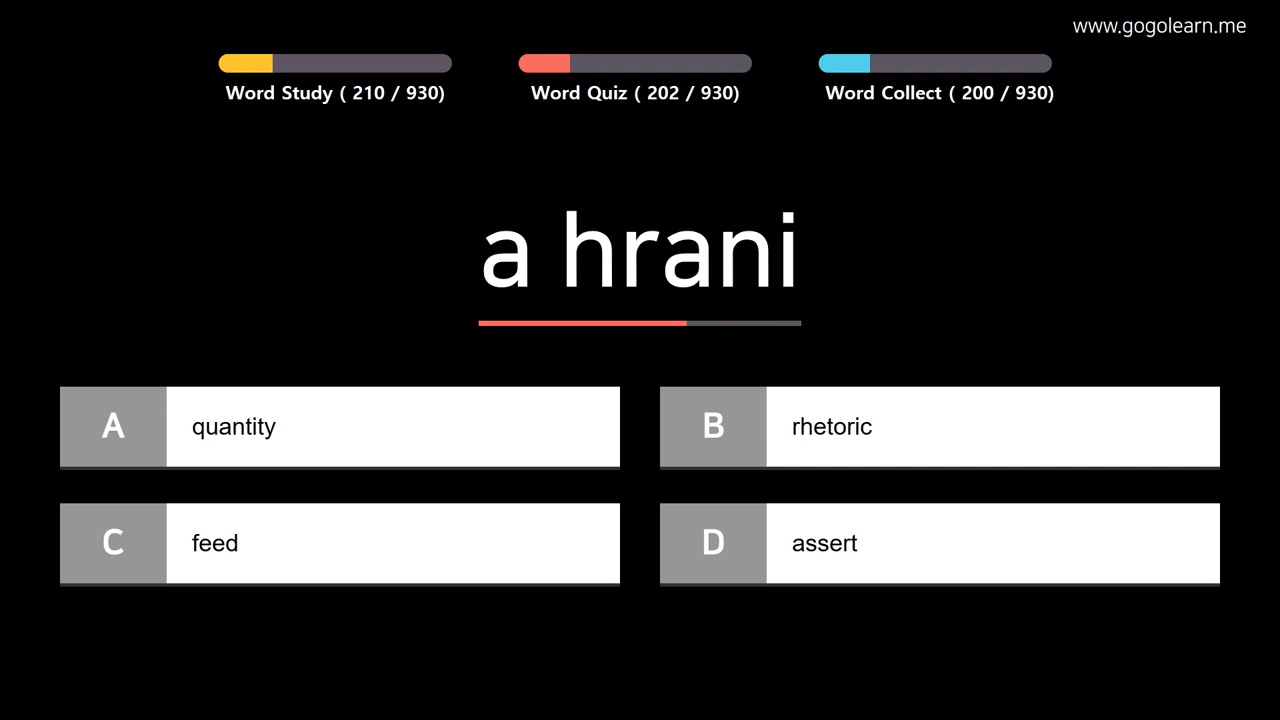 www.gogolearn.me
Word Study ( 210 / 930)
Word Quiz ( 202 / 930)
Word Collect ( 200 / 930)
a hrani
A
quantity
B
rhetoric
C
feed
D
assert